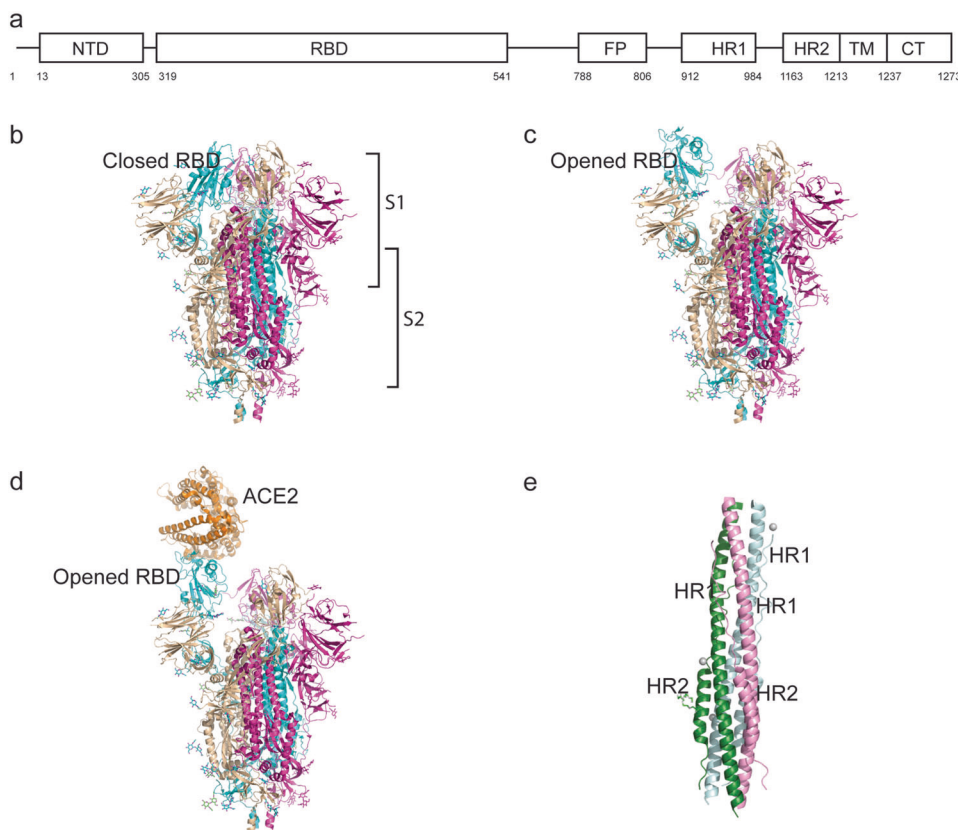 a
NTD RBD FP HR1 HR2 TM CT
1 13 305 319 541 788 806 912 984 1163 1213 1237 1273
b
Closed RBD
S1
S2
c
Opened RBD
d
ACE2
Opened RBD
e
HR1
HR1
HR1
HR2
HR2